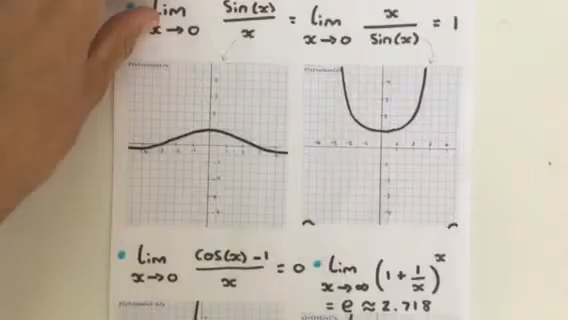 lim x→0 sin(x)/x = lim x→0 x/sin(x) = 1
lim x→0 cos(x)-1/x = 0
lim x→∞ (1+1/x)^x
= e ≈ 2.718